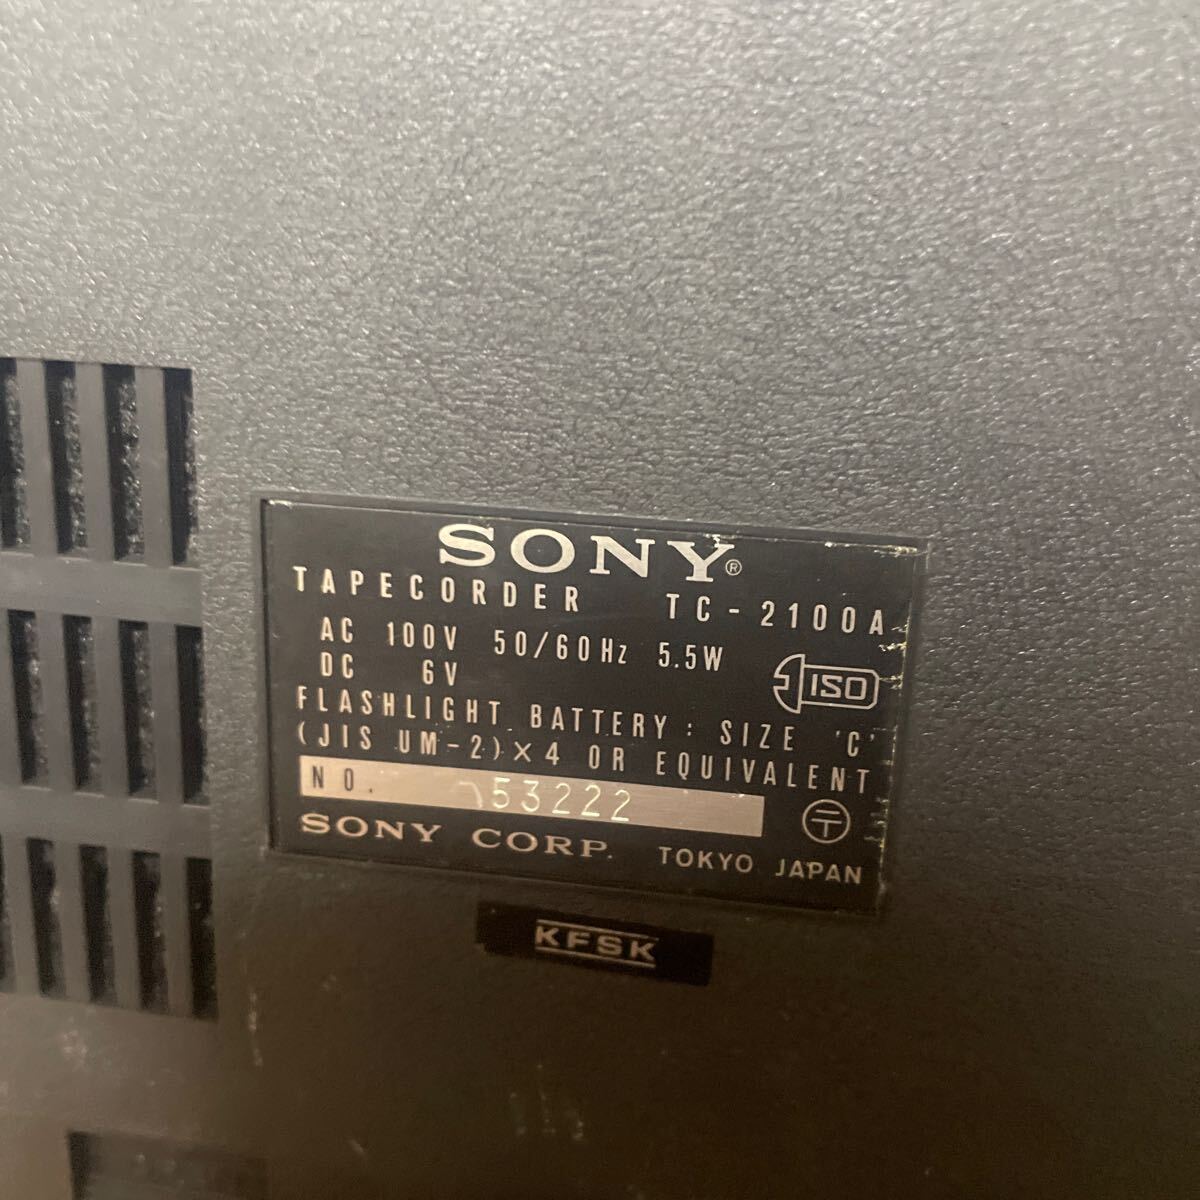 SONY®
TAPECORDER TC-2100A
AC 100V 50/60Hz 5.5W
DC 6V
ISO
FLASHLIGHT BATTERY: SIZE 'C'
(JIS UM-2)×4 OR EQUIVALENT
NO. 53222
SONY CORP. TOKYO JAPAN
KFSK